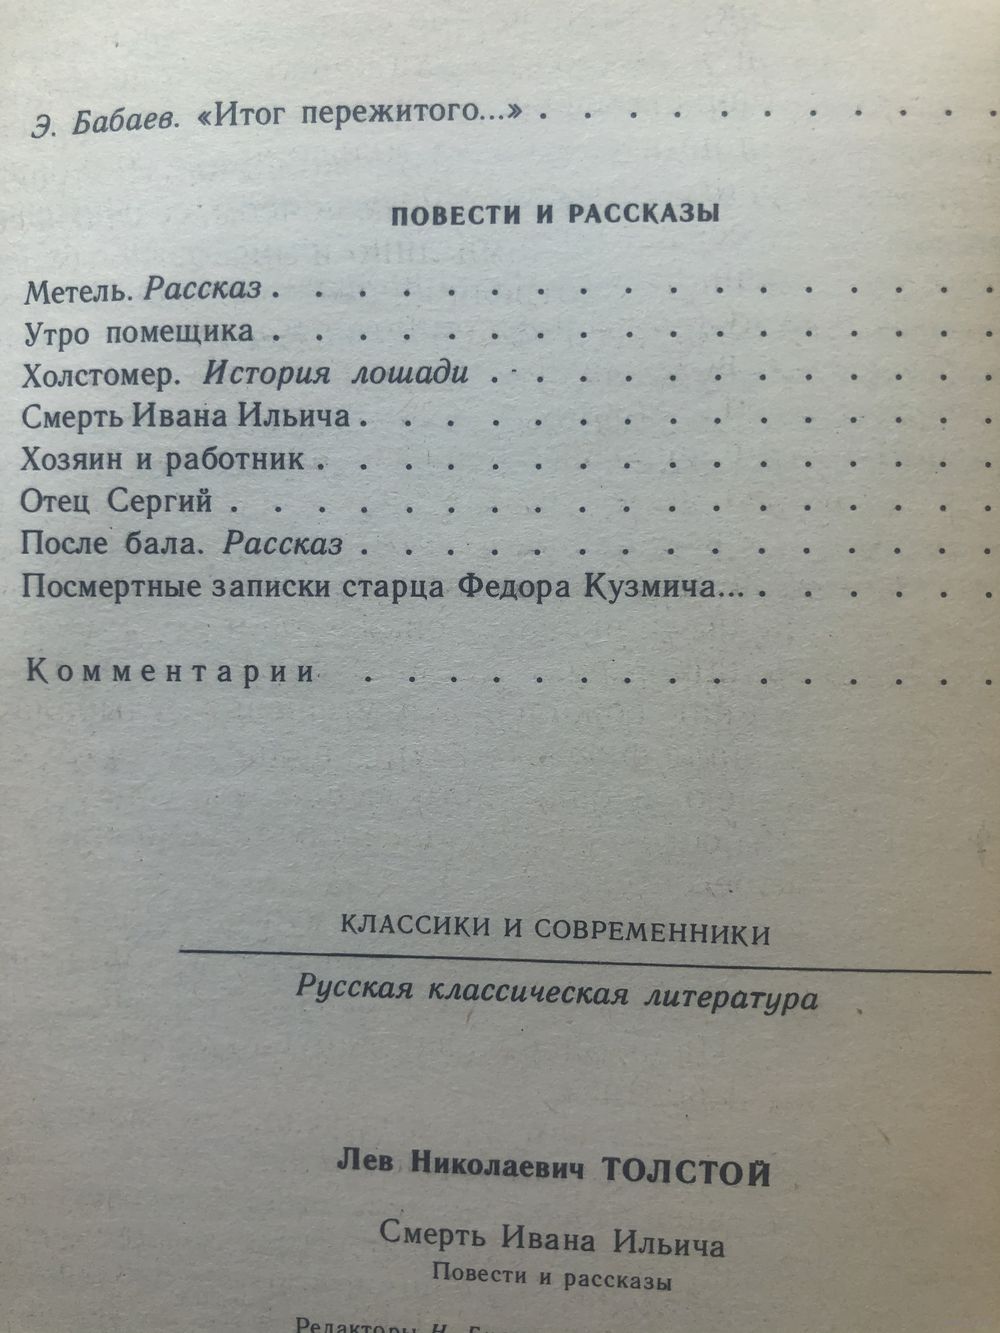 Э. Бабаев. «Итог пережитого...» . . . . . . . . . . .
ПОВЕСТИ И РАССКАЗЫ
Метель. Рассказ . . . . . . . . . . . . . . . . .
Утро помещика . . . . . . . . . . . . . . . . .
Холстомер. История лошади . . . . . . . . . . . .
Смерть Ивана Ильича . . . . . . . . . . . . . . .
Хозяин и работник . . . . . . . . . . . . . . . .
Отец Сергий . . . . . . . . . . . . . . . . . .
После бала. Рассказ . . . . . . . . . . . . . . .
Посмертные записки старца Федора Кузмича... . . . . . .
Комментарии . . . . . . . . . . . . . . .
КЛАССИКИ И СОВРЕМЕННИКИ
Русская классическая литература
Лев Николаевич ТОЛСТОЙ
Смерть Ивана Ильича
Повести и рассказы
Редакторы Н.